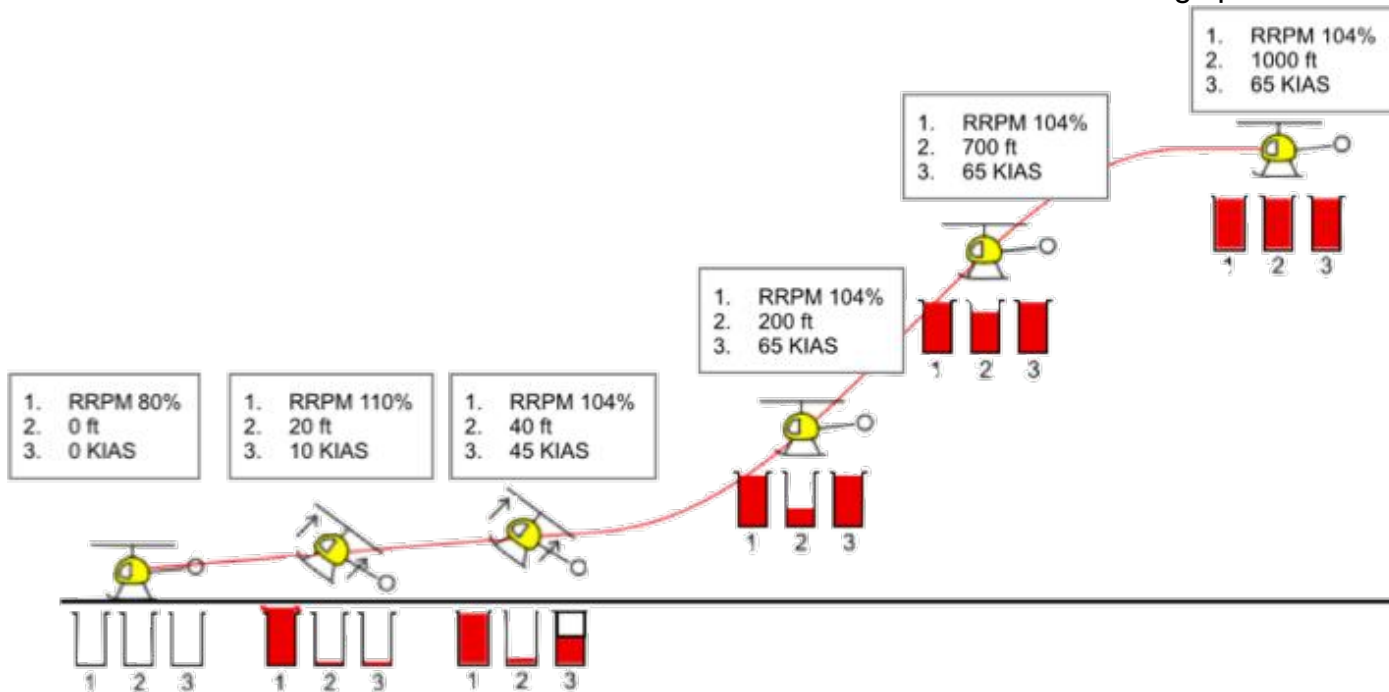 1. RRPM 104%
2. 1000 ft
3. 65 KIAS
1. RRPM 104%
2. 700 ft
3. 65 KIAS
1 2 3
1. RRPM 104%
2. 200 ft
3. 65 KIAS
1 2 3
1. RRPM 80%
2. 0 ft
3. 0 KIAS
1. RRPM 110%
2. 20 ft
3. 10 KIAS
1. RRPM 104%
2. 40 ft
3. 45 KIAS
1 2 3
1 2 3
1 2 3
1 2 3